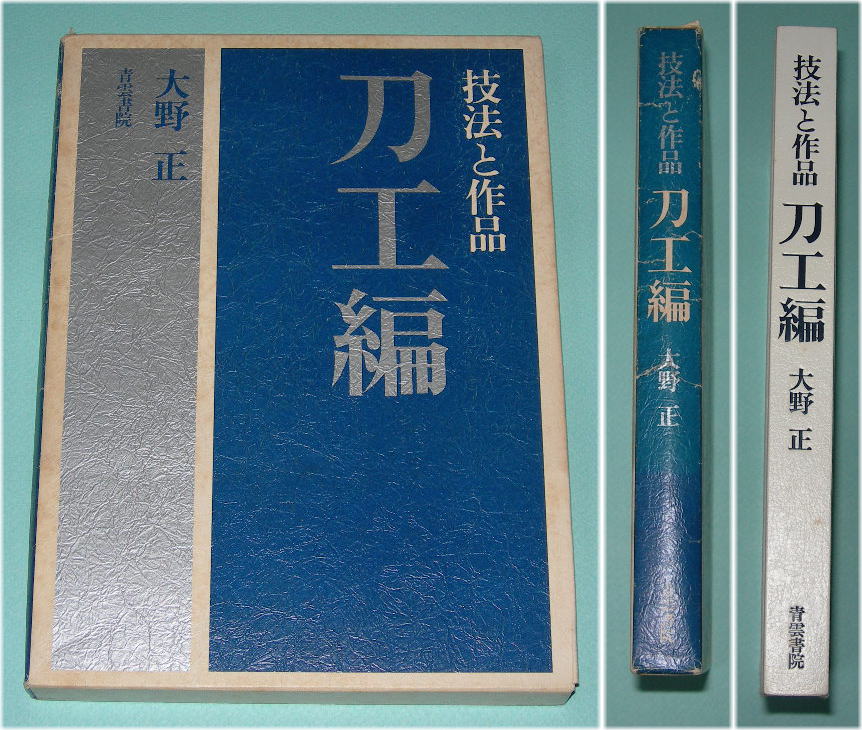 技法と作品
刀工編
大野 正
青雲書院
技法と作品
刀工編
大野 正
技法と作品
刀工編
大野 正
青雲書院